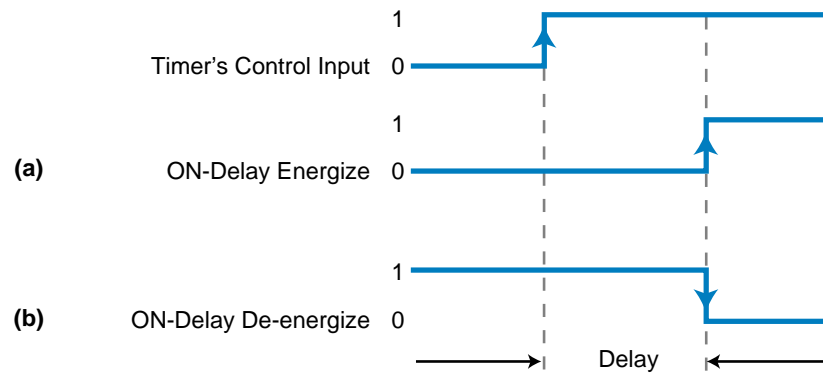 1
Timer’s Control Input 0
1
(a) ON-Delay Energize 0
1
(b) ON-Delay De-energize 0
Delay